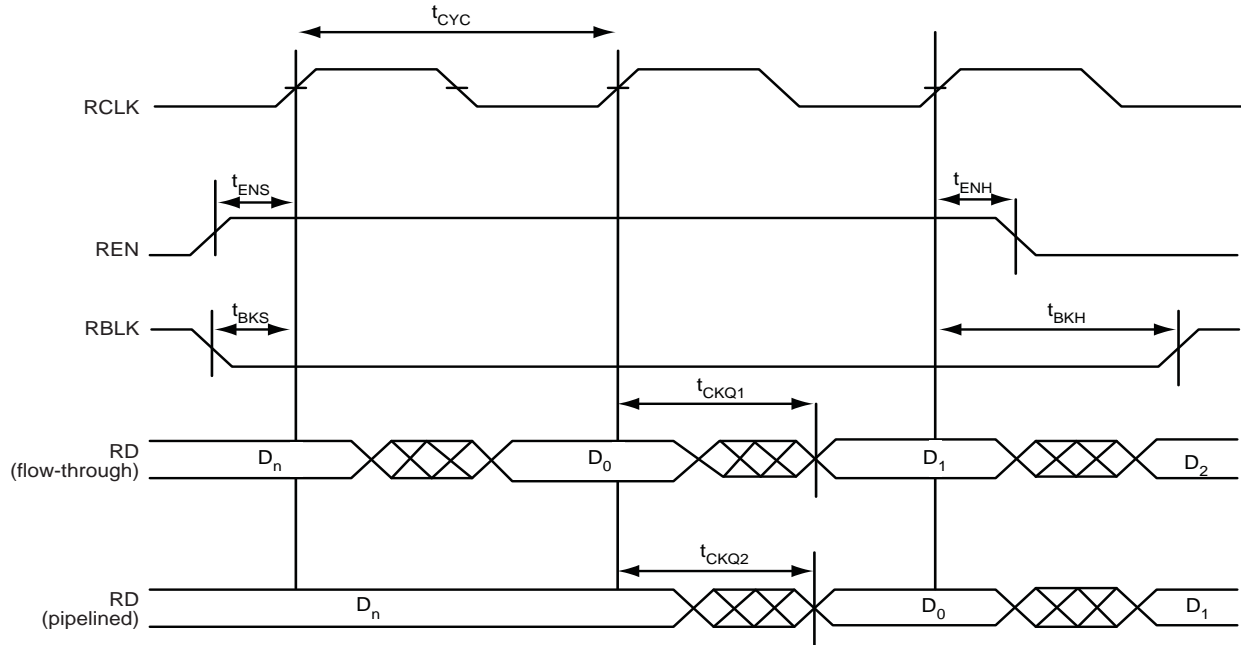 tCYC
RCLK
tENS
tENH
REN
tBKS
RBLK
tBKH
tCKQ1
RD
(flow-through)
Dn
D0
D1
D2
tCKQ2
RD
(pipelined)
Dn
D0
D1